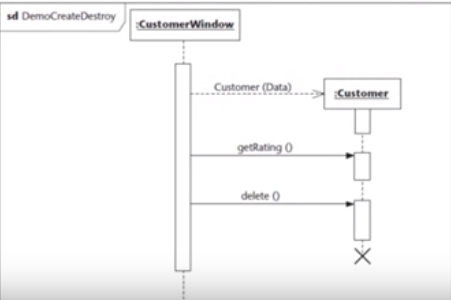 sd DemoCreateDestroy
:CustomerWindow
Customer (Data)
:Customer
getRating ()
delete ()